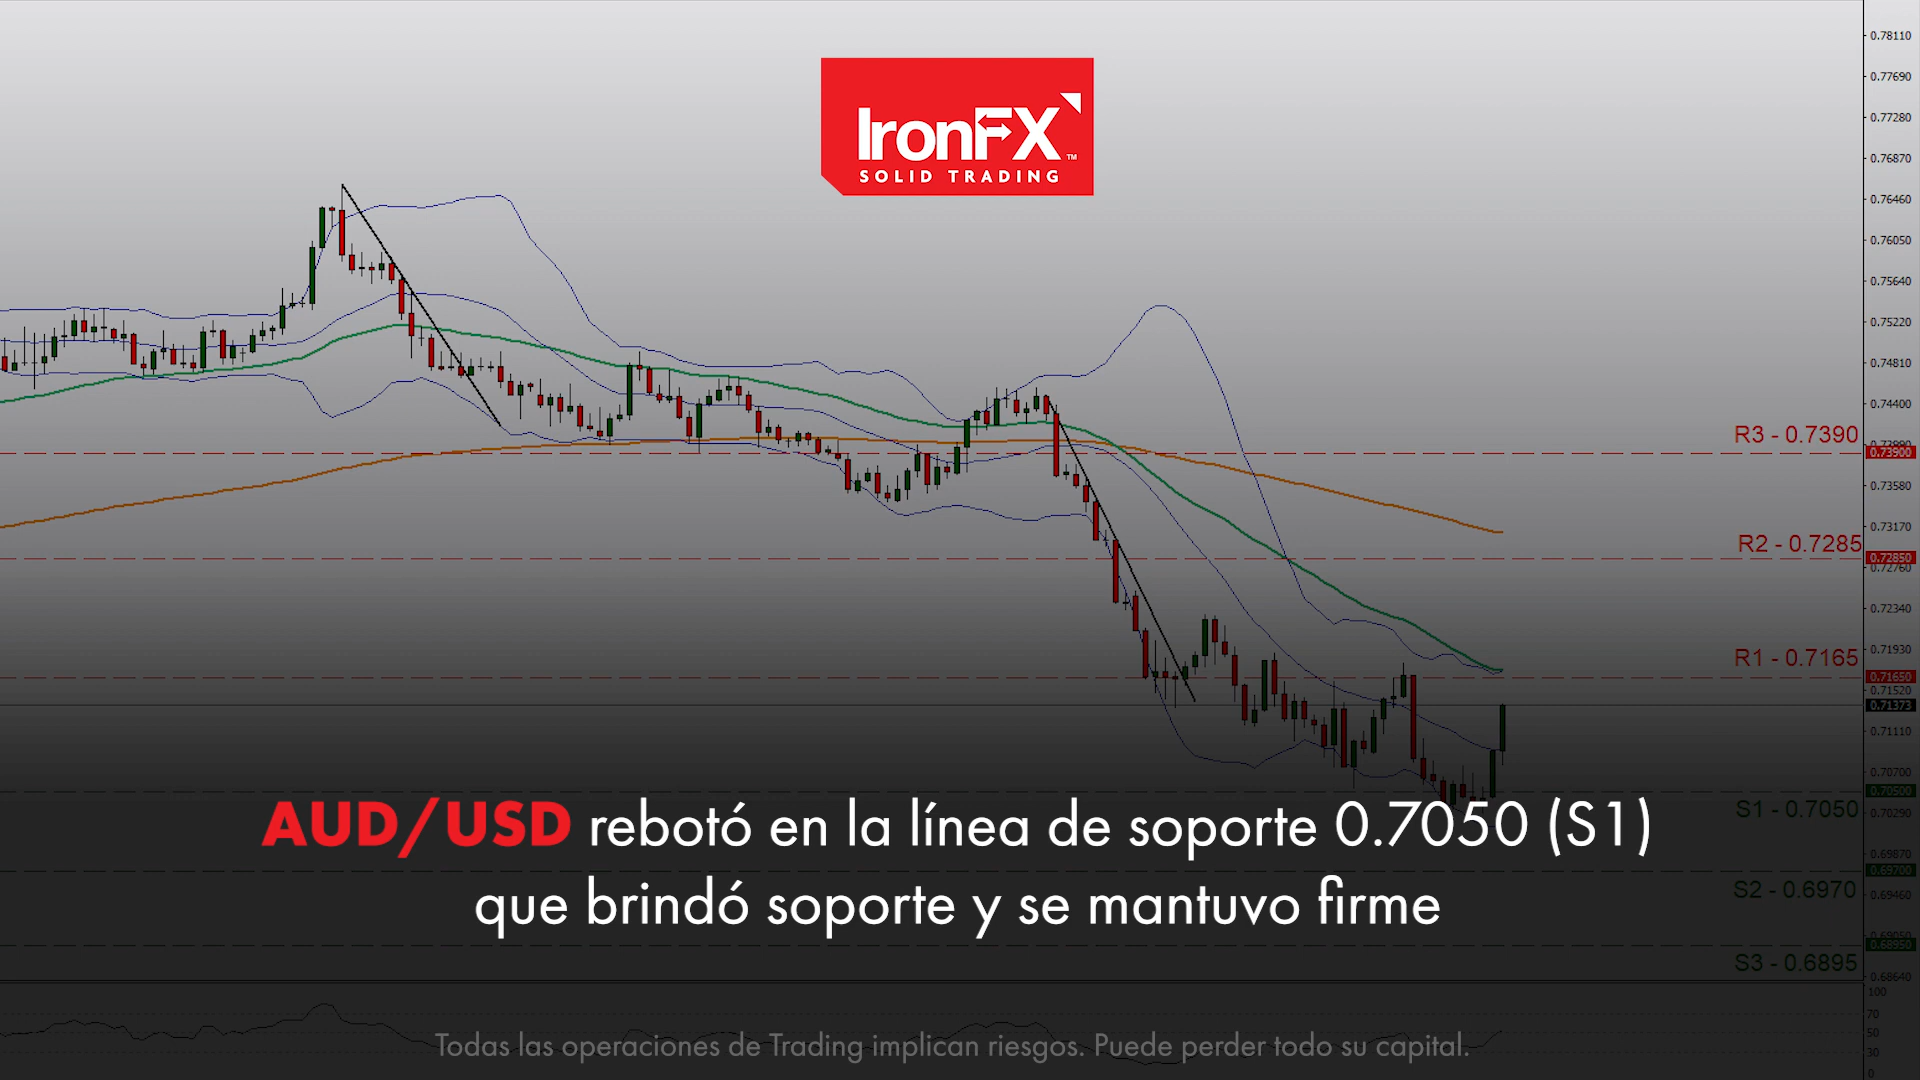 IronFX
TM
SOLID TRADING
0.78110
0.77690
0.77280
0.76870
0.76460
0.76050
0.75640
0.75220
0.74810
0.74400
R3 - 0.7390
0.73900
0.73580
0.73170
R2 - 0.7285
0.72850
0.72760
0.72340
0.71930
R1 - 0.7165
0.71650
0.71520
0.71373
0.71110
0.70700
0.70500
S1 - 0.7050
0.70290
AUD/USD rebotó en la línea de soporte 0.7050 (S1)
0.69870
0.69700
S2 - 0.6970
0.69460
que brindó soporte y se mantuvo firme
0.69050
0.68950
S3 - 0.6895
0.68640
100
70
50
Todas las operaciones de Trading implican riesgos. Puede perder todo su capital.
30
0